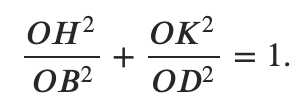 OH²/OB² + OK²/OD² = 1.